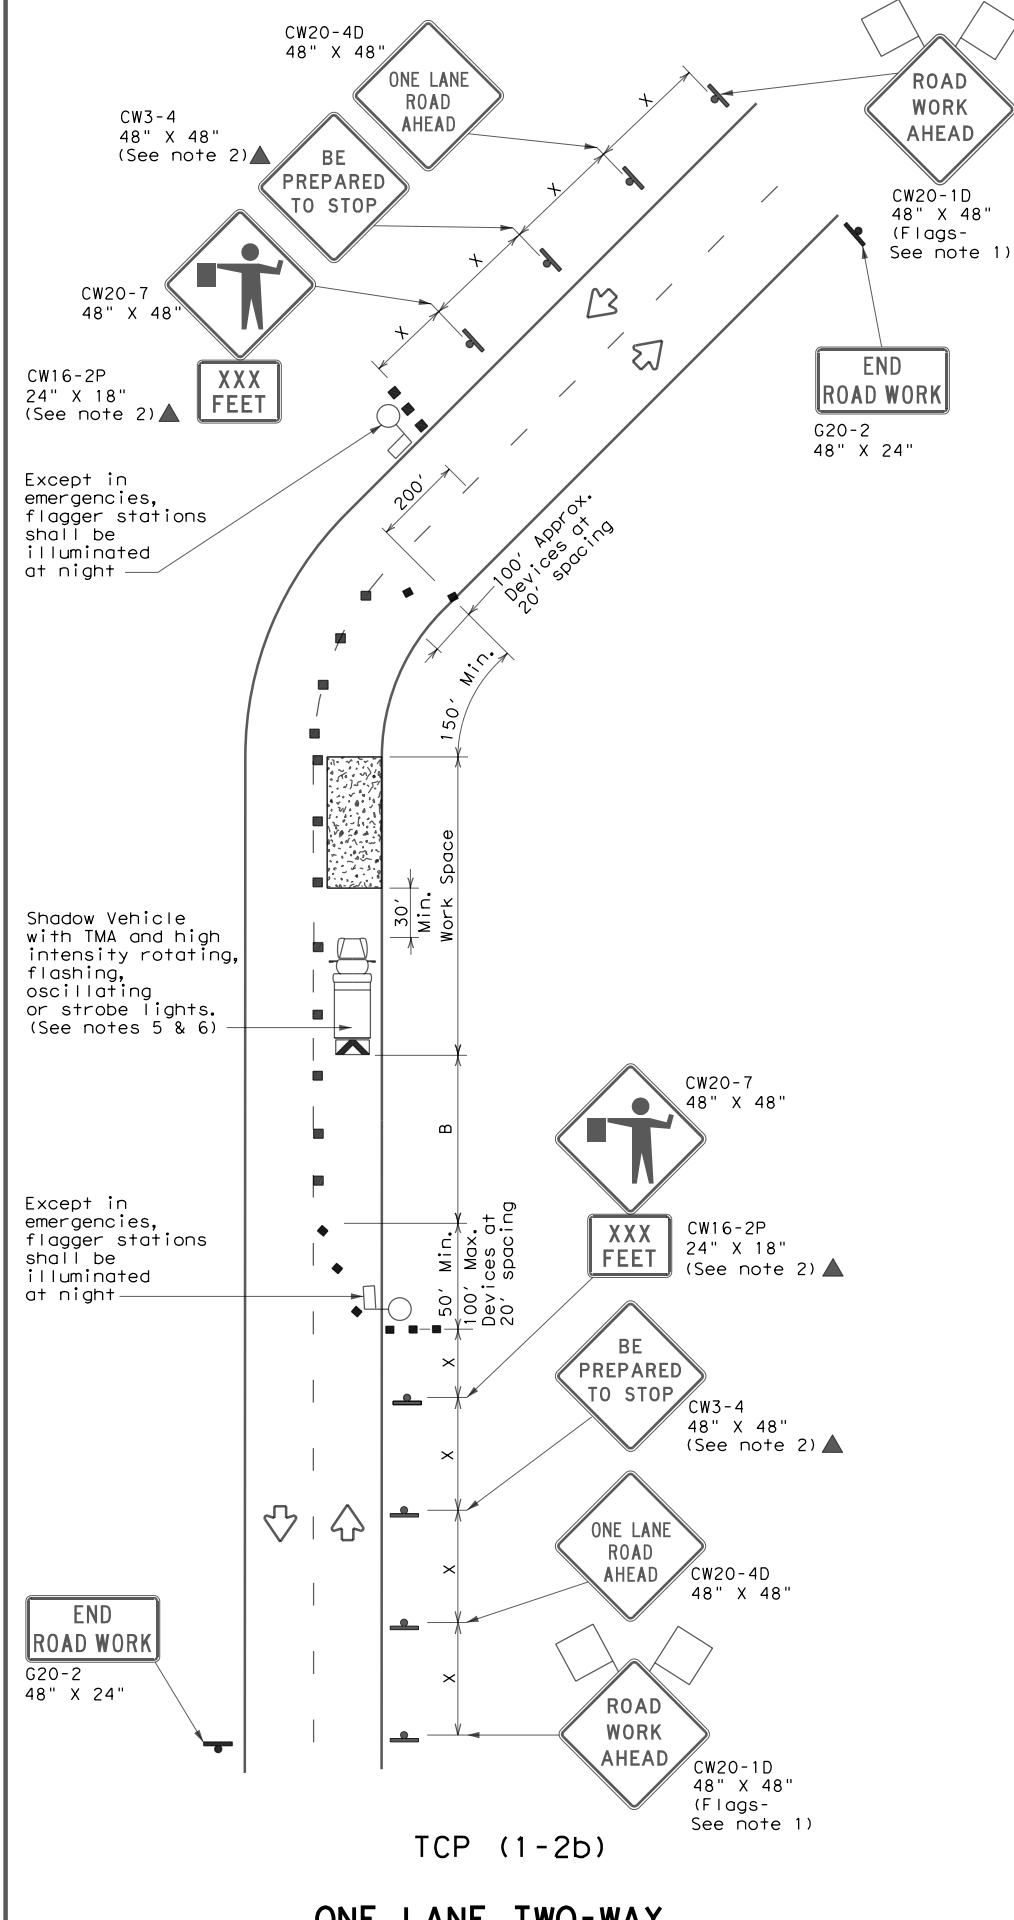 CW20-4D
48" X 48"
ONE LANE
ROAD
AHEAD
ROAD
WORK
AHEAD
CW20-1D
48" X 48"
(Flags-
See note 1)
CW3-4
48" X 48"
(See note 2)
BE
PREPARED
TO STOP
X
X
X
X
CW20-7
48" X 48"
CW16-2P
24" X 18"
(See note 2)
XXX
FEET
END
ROAD WORK
G20-2
48" X 24"
Except in
emergencies,
flagger stations
shall be
illuminated
at night
200'
100' Approx.
Devices at
20' spacing
150' Min.
Work Space
30'
Min.
Shadow Vehicle
with TMA and high
intensity rotating,
flashing,
oscillating
or strobe lights.
(See notes 5 & 6)
B
CW20-7
48" X 48"
XXX
FEET
CW16-2P
24" X 18"
(See note 2)
Except in
emergencies,
flagger stations
shall be
illuminated
at night
50' Min.
100' Max.
Devices at
20' spacing
X
X
X
X
BE
PREPARED
TO STOP
CW3-4
48" X 48"
(See note 2)
ONE LANE
ROAD
AHEAD
CW20-4D
48" X 48"
END
ROAD WORK
G20-2
48" X 24"
ROAD
WORK
AHEAD
CW20-1D
48" X 48"
(Flags-
See note 1)
TCP (1-2b)
ONE LANE TWO-WAY